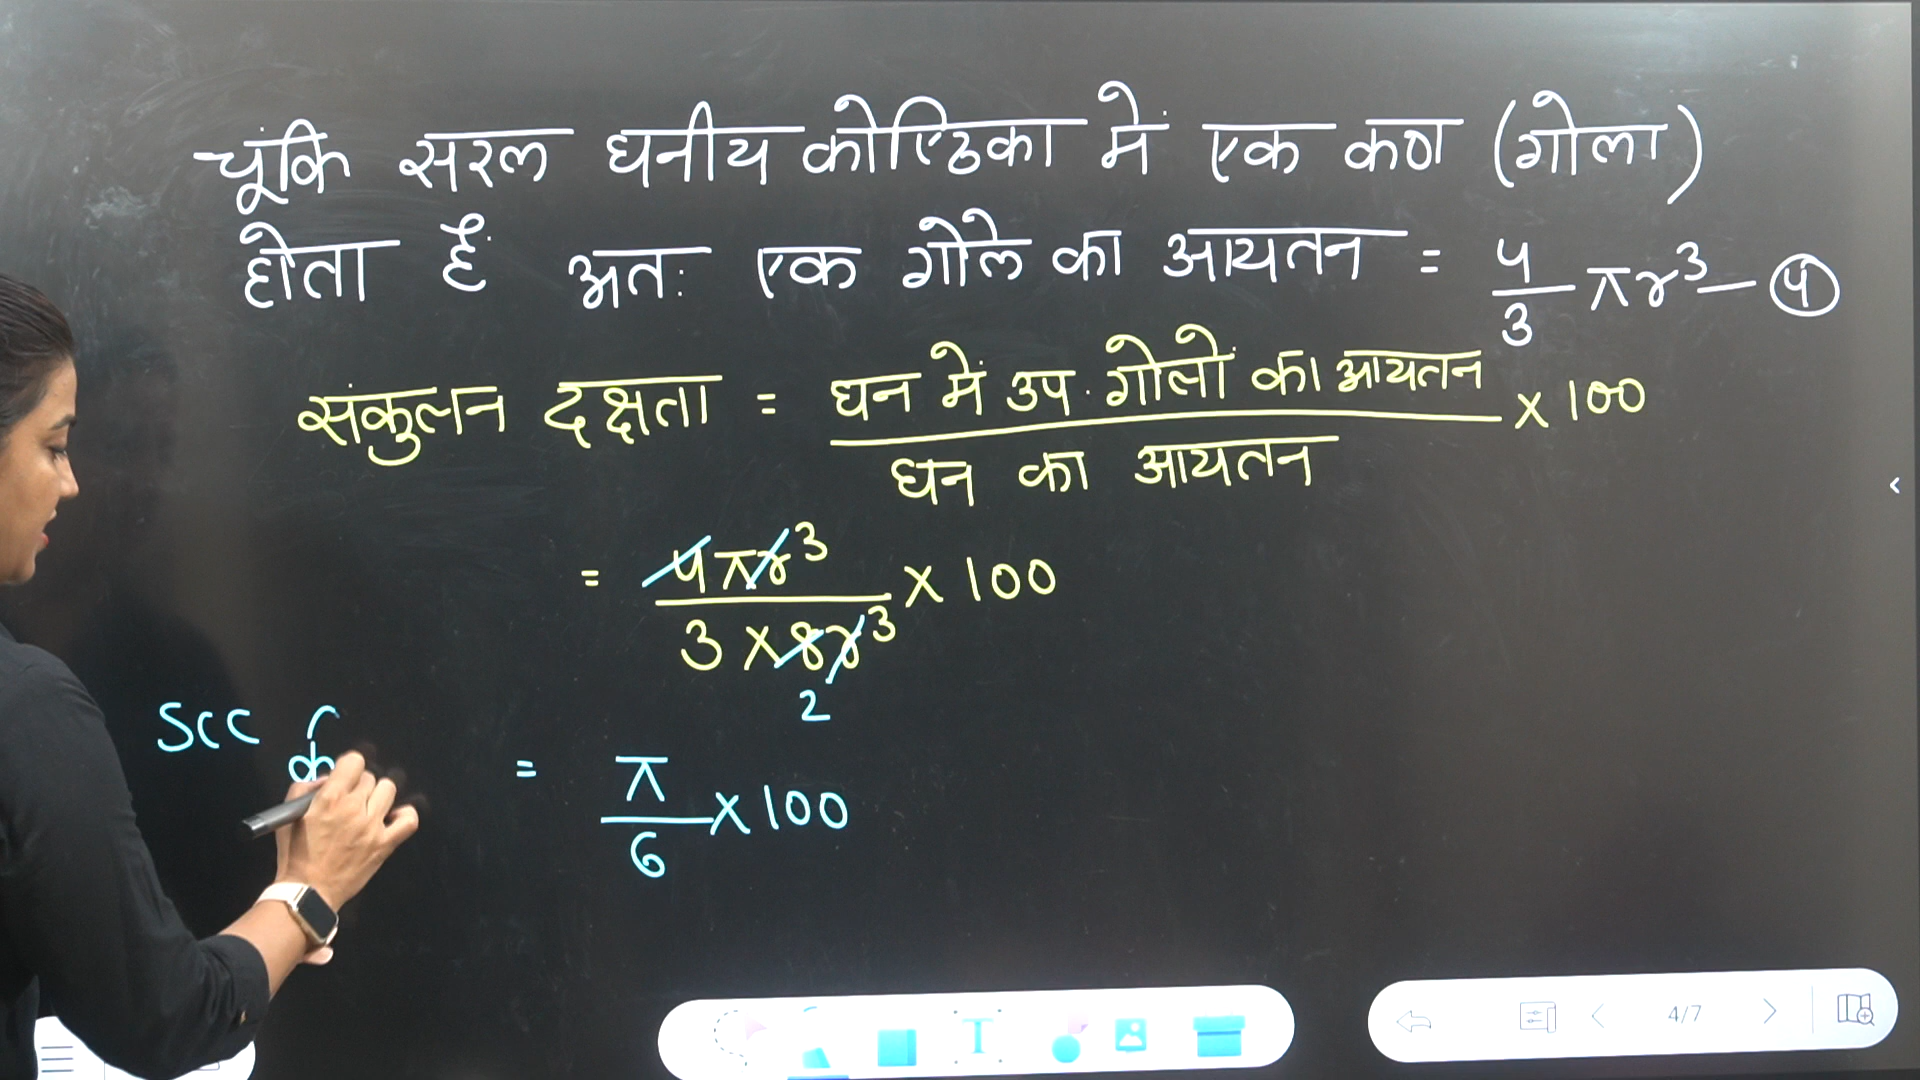 चूंकि सरल घनीय कोष्ठिका में एक कण (गोला)
होता हैं अतः एक गोले का आयतन = 4/3 πr³ — ④
संकुलन दक्षता = घन में उप. गोलों का आयतन / घन का आयतन × 100
= 4πr³ / 3 × 8r³ × 100
2
SCC की = π/6 × 100
T
4/7